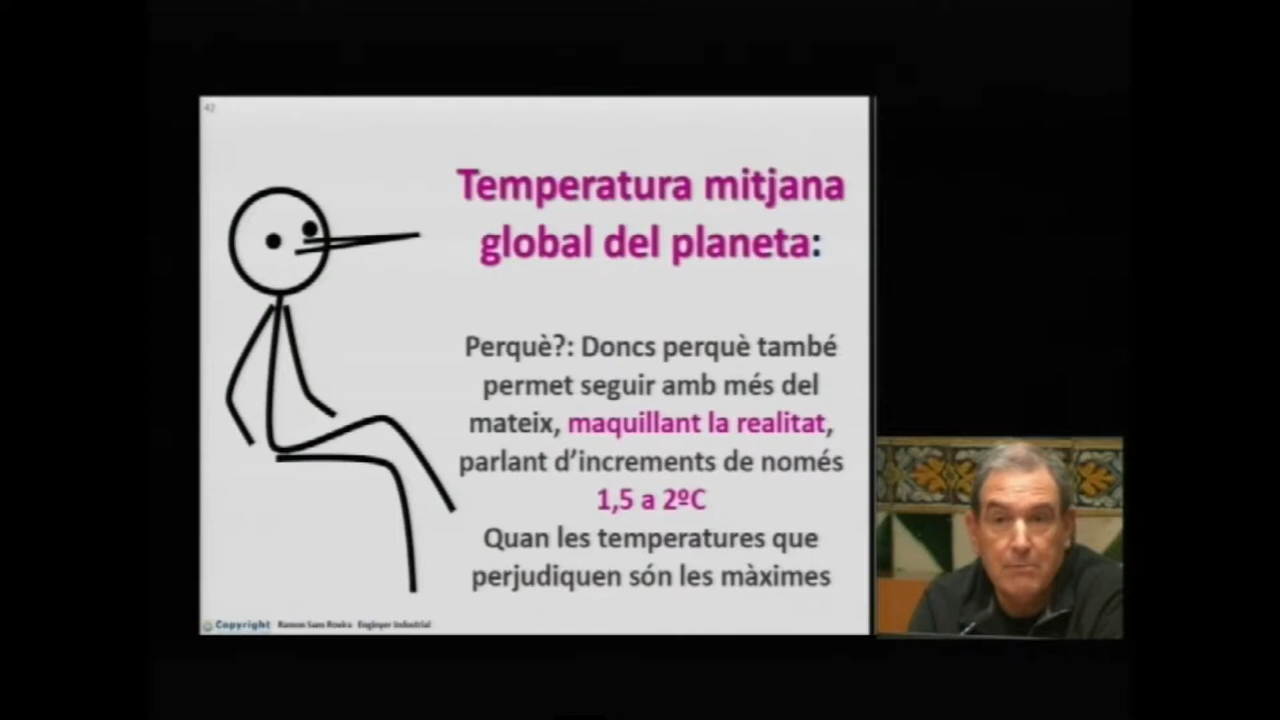 42
Temperatura mitjana
global del planeta:
Perquè?: Doncs perquè també
permet seguir amb més del
mateix, maquillant la realitat,
parlant d’increments de només
1,5 a 2ºC
Quan les temperatures que
perjudiquen són les màximes
Copyright Ramon Sans Rovira Enginyer Industrial